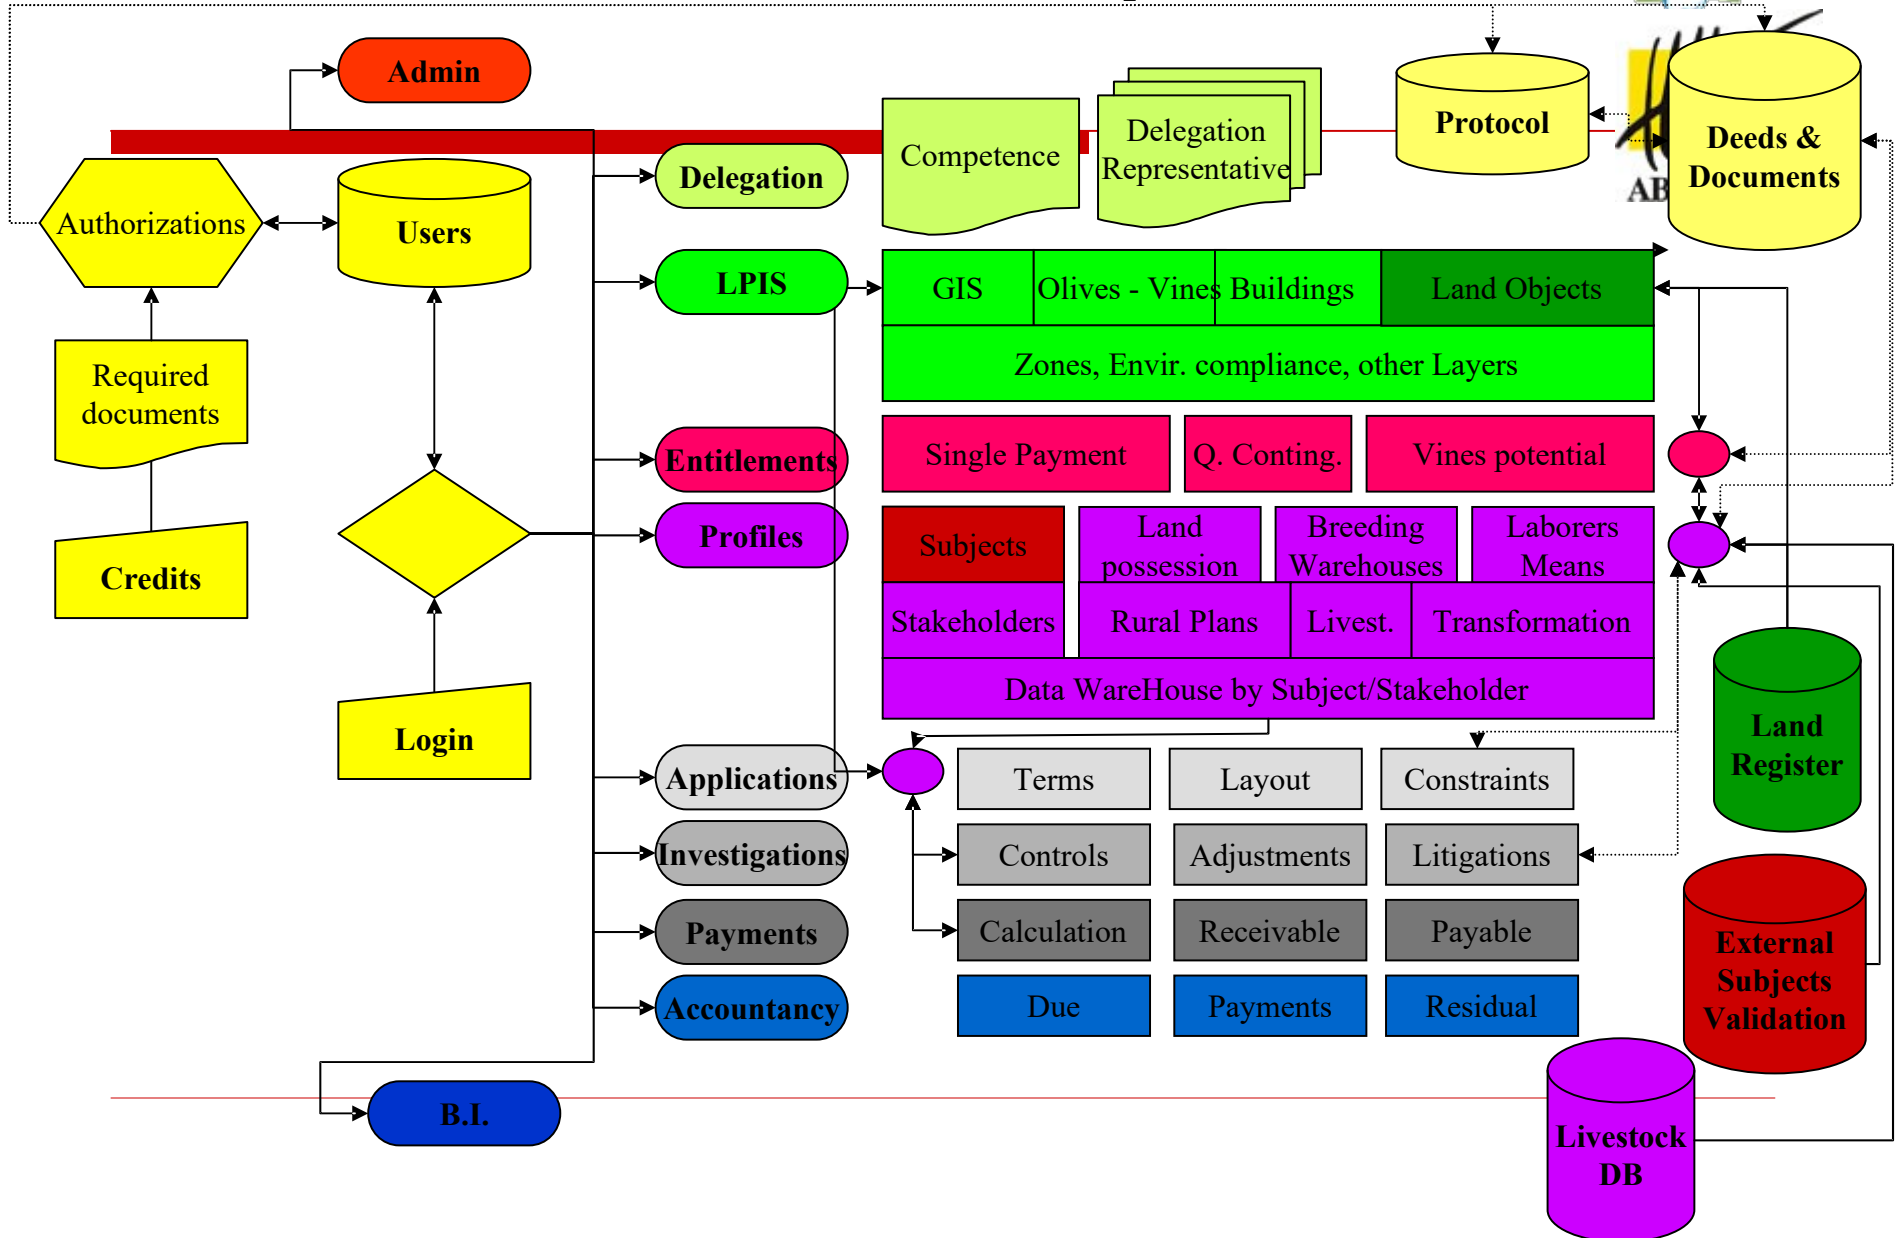 Admin
Protocol
Deeds &
Documents
AB
Competence
Delegation
Representative
Delegation
Authorizations
Users
LPIS
GIS
Olives - Vines
Buildings
Land Objects
Zones, Envir. compliance, other Layers
Required
documents
Entitlements
Single Payment
Q. Conting.
Vines potential
Profiles
Subjects
Land
possession
Breeding
Warehouses
Laborers
Means
Credits
Stakeholders
Rural Plans
Livest.
Transformation
Data WareHouse by Subject/Stakeholder
Login
Land
Register
Applications
Terms
Layout
Constraints
Investigations
Controls
Adjustments
Litigations
Payments
Calculation
Receivable
Payable
External
Subjects
Validation
Accountancy
Due
Payments
Residual
B.I.
Livestock
DB